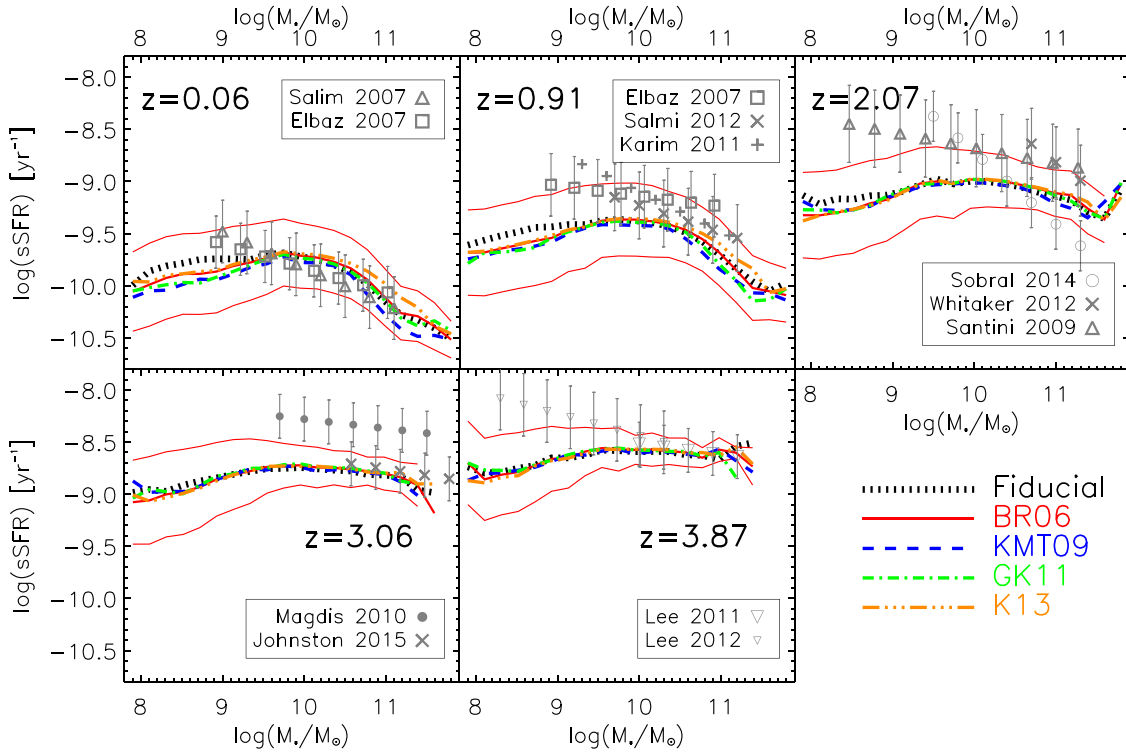 log(M⋆/M⊙) log(M⋆/M⊙) log(M⋆/M⊙)
8 9 10 11 8 9 10 11 8 9 10 11
log(sSFR) [yr⁻¹]
−8.0
−8.5
−9.0
−9.5
−10.0
−10.5
z=0.06
Salim 2007
Elbaz 2007
z=0.91
Elbaz 2007
Salmi 2012
Karim 2011
z=2.07
Sobral 2014
Whitaker 2012
Santini 2009
8 9 10 11
log(M⋆/M⊙)
log(sSFR) [yr⁻¹]
−8.0
−8.5
−9.0
−9.5
−10.0
−10.5
z=3.06
Magdis 2010
Johnston 2015
z=3.87
Lee 2011
Lee 2012
8 9 10 11 8 9 10 11
log(M⋆/M⊙) log(M⋆/M⊙)
Fiducial
BR06
KMT09
GK11
K13